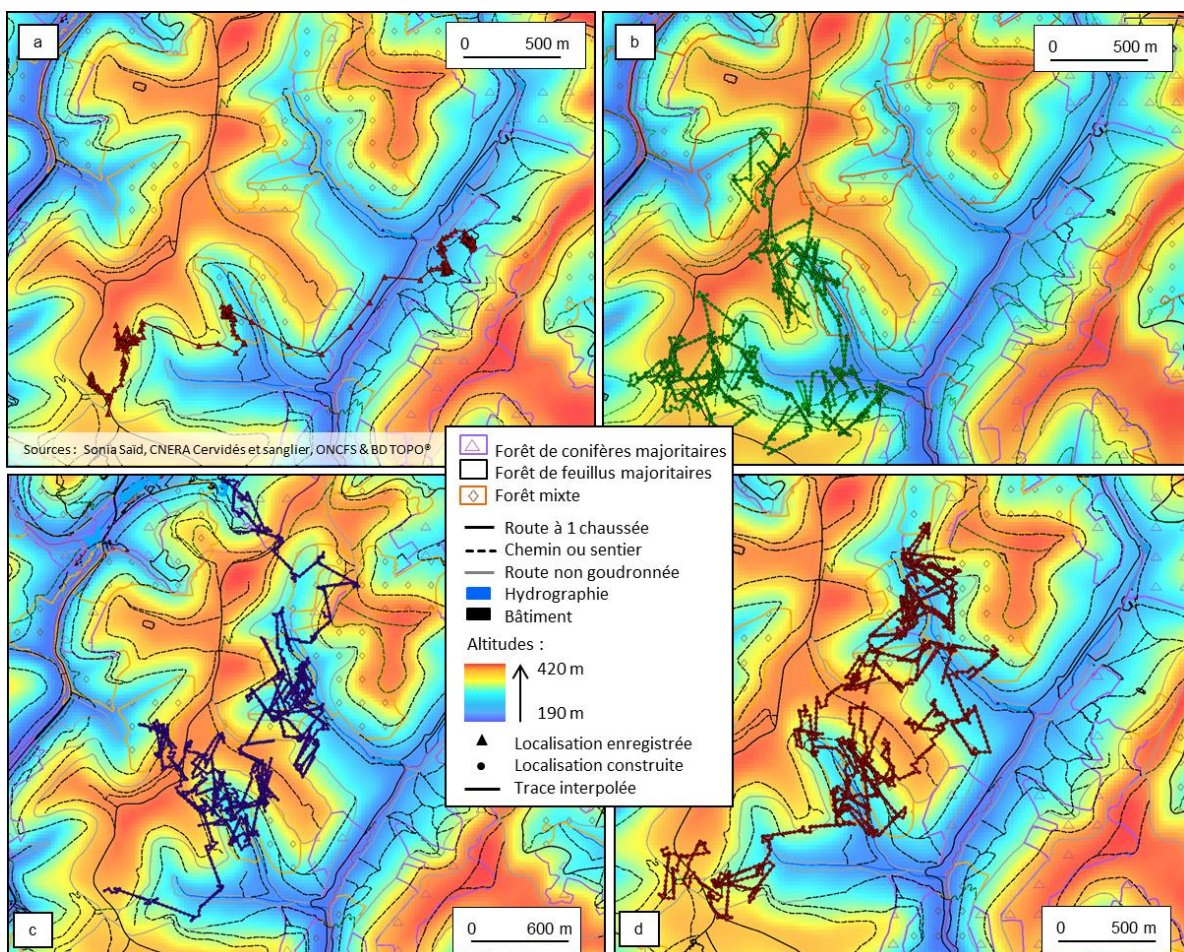 a
0 500 m
b
0 500 m
Sources : Sonia Saïd, CNERA Cervidés et sanglier, ONCFS & BD TOPO®
Forêt de conifères majoritaires
Forêt de feuillus majoritaires
Forêt mixte
Route à 1 chaussée
Chemin ou sentier
Route non goudronnée
Hydrographie
Bâtiment
Altitudes :
420 m
190 m
Localisation enregistrée
Localisation construite
Trace interpolée
c
0 600 m
d
0 500 m